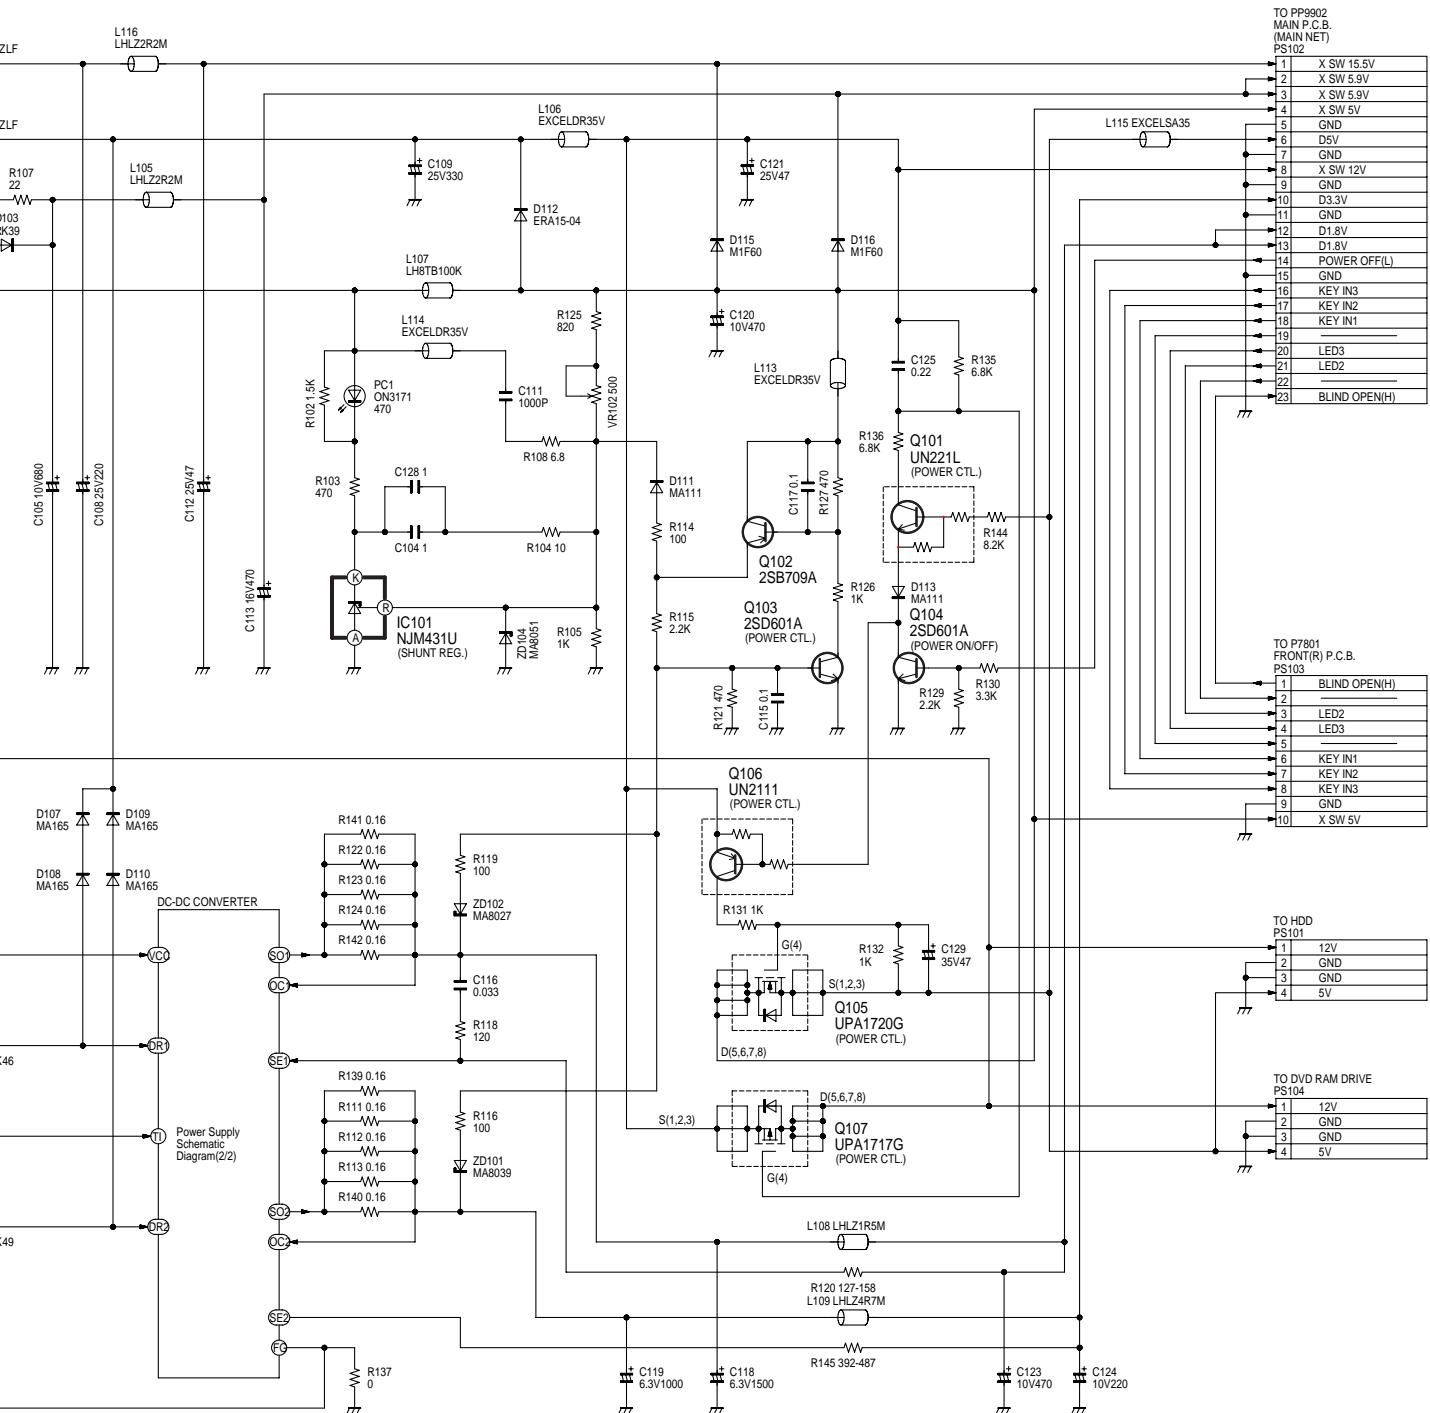 L116
LHLZ2R2M
ZLF
TO PP9902
MAIN P.C.B.
(MAIN NET)
PS102
1 X SW 15.5V
2 X SW 5.9V
3 X SW 5.9V
4 X SW 5V
5 GND
6 D5V
7 GND
8 X SW 12V
9 GND
10 D3.3V
11 GND
12 D1.8V
13 D1.8V
14 POWER OFF(L)
15 GND
16 KEY IN3
17 KEY IN2
18 KEY IN1
19
20 LED3
21 LED2
22
23 BLIND OPEN(H)
ZLF
L106
EXCELDR35V
L115 EXCELSA35
R107
22
L105
LHLZ2R2M
C109
25V330
C121
25V47
D103
RK39
D112
ERA15-04
D115
M1F60
D116
M1F60
L107
LH8TB100K
L114
EXCELDR35V
R125
820
C120
10V470
L113
EXCELDR35V
C125
0.22
R135
6.8K
R102 1.5K
PC1
ON3171
470
C111
1000P
VR102 500
R108 6.8
R136
6.8K
Q101
UN221L
(POWER CTL.)
C105 10V680
C108 25V220
C112 25V47
R103
470
C128 1
C104 1
R104 10
D111
MA111
R114
100
C117 0.1
R127 470
Q102
2SB709A
R144
8.2K
C113 16V470
K
R
A
IC101
NJM431U
(SHUNT REG.)
ZD104
MA8051
R105
1K
R115
2.2K
Q103
2SD601A
(POWER CTL.)
R126
1K
D113
MA111
Q104
2SD601A
(POWER ON/OFF)
R121 470
C115 0.1
R129
2.2K
R130
3.3K
TO P7801
FRONT(R) P.C.B.
PS103
1 BLIND OPEN(H)
2
3 LED2
4 LED3
5
6 KEY IN1
7 KEY IN2
8 KEY IN3
9 GND
10 X SW 5V
Q106
UN2111
(POWER CTL.)
D107
MA165
D109
MA165
D108
MA165
D110
MA165
R141 0.16
R122 0.16
R123 0.16
R124 0.16
R142 0.16
R119
100
ZD102
MA8027
R131 1K
DC-DC CONVERTER
VCC
SO1
OC1
DR1
SE1
TI
Power Supply
Schematic
Diagram(2/2)
SO2
DR2
OC2
SE2
FG
C116
0.033
R118
120
G(4)
S(1,2,3)
R132
1K
C129
35V47
Q105
UPA1720G
(POWER CTL.)
D(5,6,7,8)
TO HDD
PS101
1 12V
2 GND
3 GND
4 5V
K46
R139 0.16
R111 0.16
R112 0.16
R113 0.16
R140 0.16
R116
100
ZD101
MA8039
S(1,2,3)
D(5,6,7,8)
Q107
UPA1717G
(POWER CTL.)
G(4)
TO DVD RAM DRIVE
PS104
1 12V
2 GND
3 GND
4 5V
K49
L108 LHLZ1R5M
R120 127-158
L109 LHLZ4R7M
R145 392-487
R137
0
C119
6.3V1000
C118
6.3V1500
C123
10V470
C124
10V220